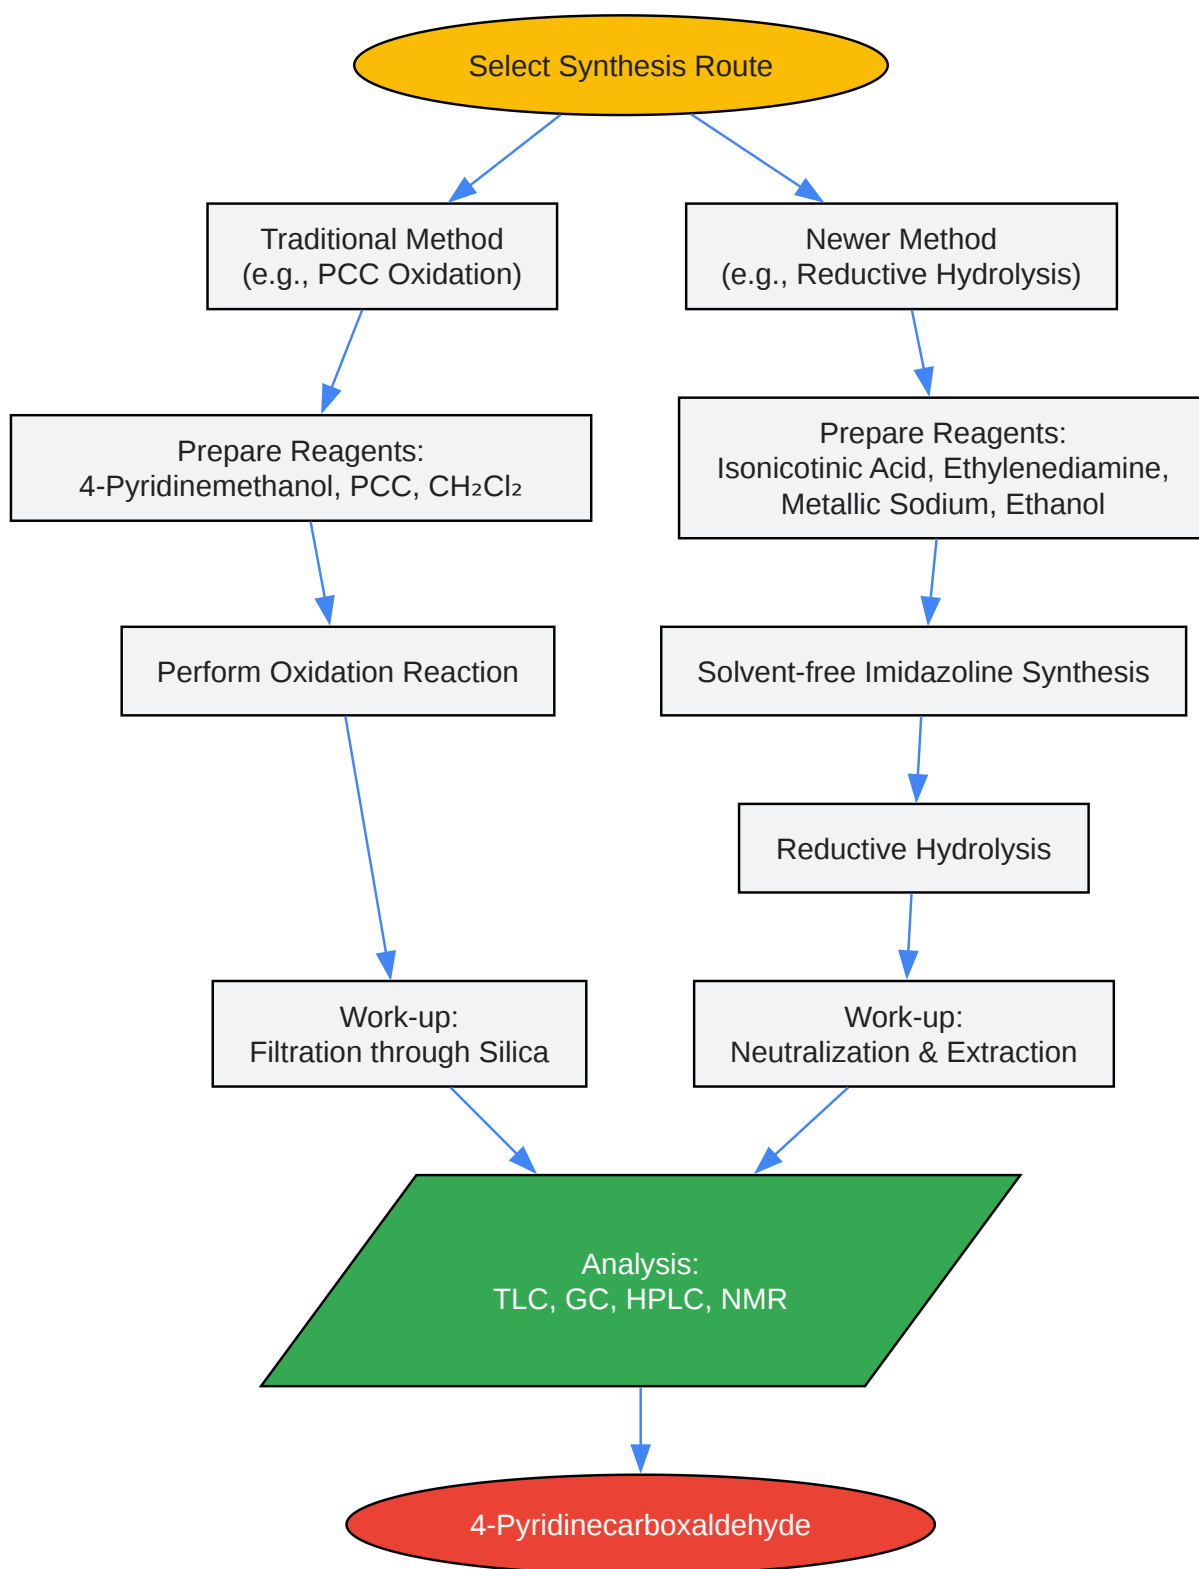 Select Synthesis Route
Traditional Method
(e.g., PCC Oxidation)
Newer Method
(e.g., Reductive Hydrolysis)
Prepare Reagents:
4-Pyridinemethanol, PCC, CH₂Cl₂
Prepare Reagents:
Isonicotinic Acid, Ethylenediamine,
Metallic Sodium, Ethanol
Perform Oxidation Reaction
Solvent-free Imidazoline Synthesis
Reductive Hydrolysis
Work-up:
Filtration through Silica
Work-up:
Neutralization & Extraction
Analysis:
TLC, GC, HPLC, NMR
4-Pyridinecarboxaldehyde